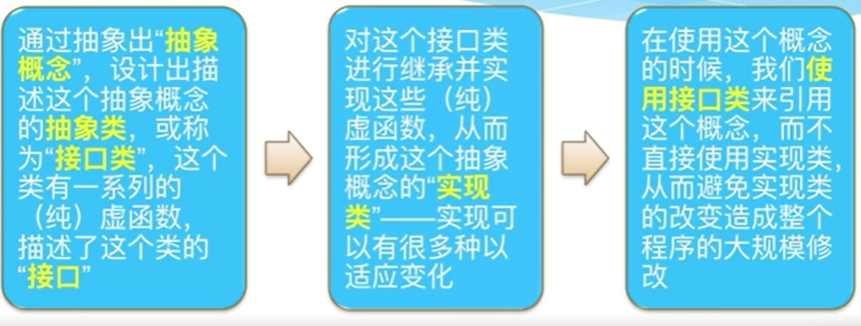 通过抽象出“抽象
概念”，设计出描
述这个抽象概念
的抽象类，或称
为“接口类”，这个
类有一系列的
（纯）虚函数，
描述了这个类的
“接口”
对这个接口类
进行继承并实
现这些（纯）
虚函数，从而
形成这个抽象
概念的“实现
类”——实现可
以有很多种以
适应变化
在使用这个概念
的时候，我们使
用接口类来引用
这个概念，而不
直接使用实现类，
从而避免实现类
的改变造成整个
程序的大规模修
改